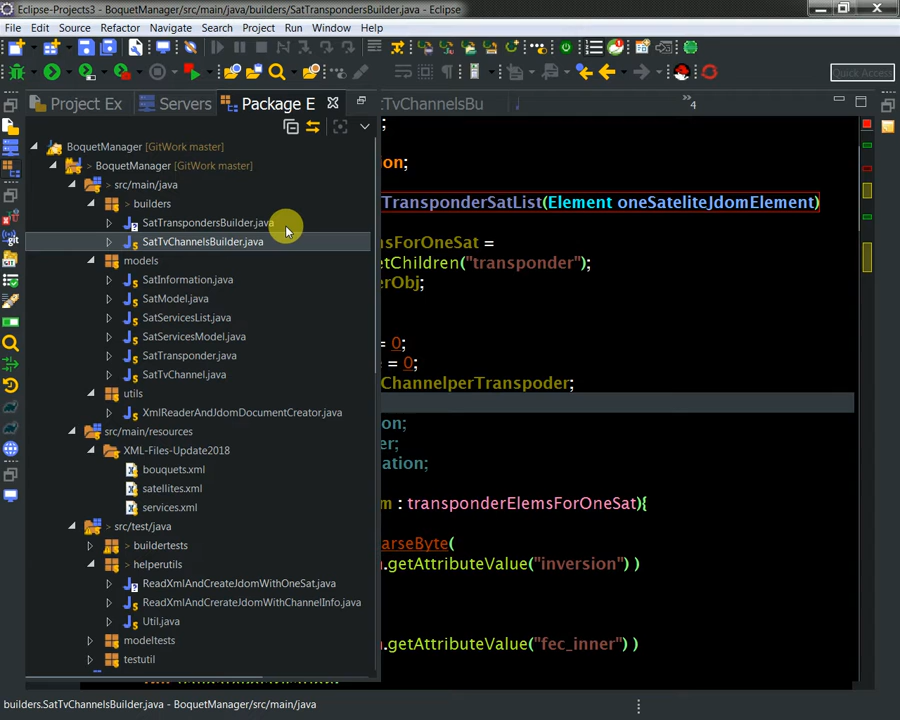 Eclipse-Projects3 - BoquetManager/src/main/java/builders/SatTranspondersBuilder.java - Eclipse
File Edit Source Refactor Navigate Search Project Run Window Help
Quick Access
Project Ex Servers Package E tTvChannelsBu 4
BoquetManager [GitWork master]
> BoquetManager [GitWork master]
> src/main/java
> builders
SatTranspondersBuilder.java
SatTvChannelsBuilder.java
models
SatInformation.java
SatModel.java
SatServicesList.java
SatServicesModel.java
SatTransponder.java
SatTvChannel.java
utils
XmlReaderAndJdomDocumentCreator.java
src/main/resources
XML-Files-Update2018
bouquets.xml
satellites.xml
services.xml
> src/test/java
> buildertests
> helperutils
ReadXmlAndCreateJdomWithOneSat.java
ReadXmlAndCrerateJdomWithChannelInfo.java
Util.java
modeltests
testutil
;
on;
TransponderSatList(Element oneSateliteJdomElement)
msForOneSat =
etChildren("transponder");
erObj;
= 0;
= 0;
ChannelperTranspoder;
on;
er;
ation;
m : transponderElemsForOneSat){
arseByte(
.getAttributeValue("inversion") )
.getAttributeValue("fec_inner") )
builders.SatTvChannelsBuilder.java - BoquetManager/src/main/java